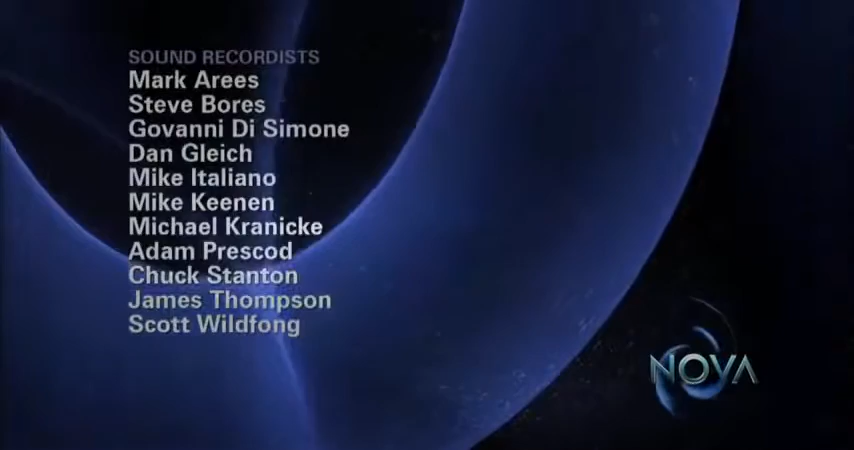 SOUND RECORDISTS
Mark Arees
Steve Bores
Govanni Di Simone
Dan Gleich
Mike Italiano
Mike Keenen
Michael Kranicke
Adam Prescod
Chuck Stanton
James Thompson
Scott Wildfong
NOVA